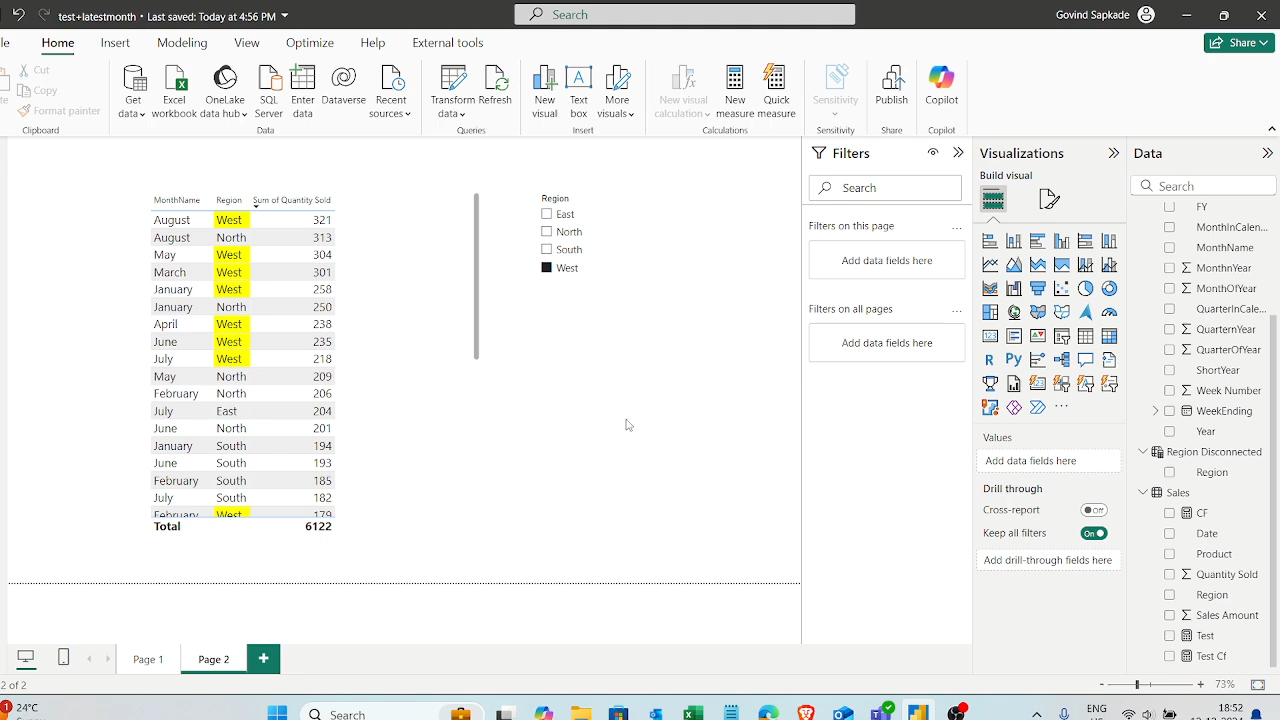 test+lastmonth • Last saved: Today at 4:56 PM
Search
Govind Sapkade
le Home Insert Modeling View Optimize Help External tools
Share
te
Cut
Copy
Format painter
Clipboard
Get data
Excel workbook
OneLake data hub
SQL Server
Enter data
Dataverse
Recent sources
Data
Transform data
Refresh
Queries
New visual
Text box
More visuals
Insert
New visual calculation
New measure
Quick measure
Calculations
Sensitivity
Sensitivity
Publish
Share
Copilot
Copilot
MonthName Region Sum of Quantity Sold
August West 321
August North 313
May West 304
March West 301
January West 258
January North 250
April West 238
June West 235
July West 218
May North 209
February North 206
July East 204
June North 201
January South 194
June South 193
February South 185
July South 182
February West 179
Total 6122
Region
East
North
South
West
Filters
Search
Filters on this page ...
Add data fields here
Filters on all pages ...
Add data fields here
Visualizations
Build visual
R Py
...
Values
Add data fields here
Drill through
Cross-report Off
Keep all filters On
Add drill-through fields here
Data
Search
FY
MonthInCalen...
MonthName
MonthnYear
MonthOfYear
QuarterInCale...
QuarternYear
QuarterOfYear
ShortYear
Week Number
WeekEnding
Year
Region Disconnected
Region
Sales
CF
Date
Product
Quantity Sold
Region
Sales Amount
Test
Test Cf
Page 1 Page 2 +
2 of 2
- + 73%
1 24°C
Search
ENG
18:52